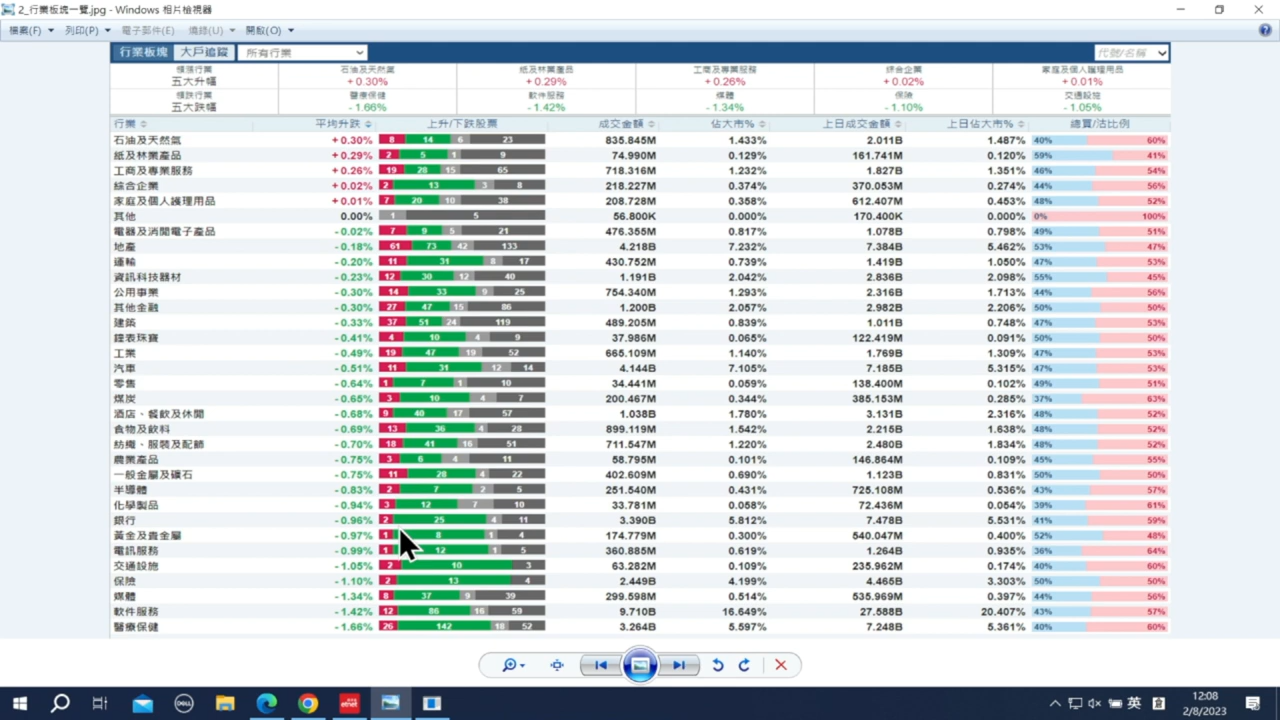 2_行業板塊一覽.jpg - Windows 相片檢視器
檔案(F) 列印(P) 電子郵件(E) 燒錄(U) 開啟(O)
行業板塊 大戶追蹤 所有行業 代號/名稱
領漲行業 石油及天然氣 紙及林業產品 工商及專業服務 綜合企業 家庭及個人護理用品
五大升幅 +0.30% +0.29% +0.26% +0.02% +0.01%
領跌行業 醫療保健 軟件服務 媒體 保險 交通設施
五大跌幅 -1.66% -1.42% -1.34% -1.10% -1.05%
行業 平均升跌 上升/下跌股票 成交金額 佔大市% 上日成交金額 上日佔大市% 總買/沽比例
石油及天然氣 +0.30% 8 14 6 23 835.845M 1.433% 2.011B 1.487% 40% 60%
紙及林業產品 +0.29% 2 5 1 9 74.990M 0.129% 161.741M 0.120% 59% 41%
工商及專業服務 +0.26% 19 28 15 65 718.316M 1.232% 1.827B 1.351% 46% 54%
綜合企業 +0.02% 2 13 3 8 218.227M 0.374% 370.053M 0.274% 44% 56%
家庭及個人護理用品 +0.01% 7 20 10 38 208.728M 0.358% 612.407M 0.453% 48% 52%
其他 0.00% 1 5 56.800K 0.000% 170.400K 0.000% 0% 100%
電器及消閒電子產品 -0.02% 7 9 5 21 476.355M 0.817% 1.078B 0.798% 49% 51%
地產 -0.18% 61 73 42 133 4.218B 7.232% 7.384B 5.462% 53% 47%
運輸 -0.20% 11 31 8 17 430.752M 0.739% 1.419B 1.050% 47% 53%
資訊科技器材 -0.23% 12 30 12 40 1.191B 2.042% 2.836B 2.098% 55% 45%
公用事業 -0.30% 14 33 9 25 754.340M 1.293% 2.316B 1.713% 44% 56%
其他金融 -0.30% 27 47 15 86 1.200B 2.057% 2.982B 2.206% 50% 50%
建築 -0.33% 37 51 24 119 489.205M 0.839% 1.011B 0.748% 47% 53%
鐘表珠寶 -0.41% 4 10 4 9 37.986M 0.065% 122.419M 0.091% 50% 50%
工業 -0.49% 19 47 19 52 665.109M 1.140% 1.769B 1.309% 47% 53%
汽車 -0.51% 11 31 12 14 4.144B 7.105% 7.185B 5.315% 47% 53%
零售 -0.64% 1 7 1 10 34.441M 0.059% 138.400M 0.102% 49% 51%
煤炭 -0.65% 3 10 4 7 200.467M 0.344% 385.153M 0.285% 37% 63%
酒店、餐飲及休閒 -0.68% 9 40 17 57 1.038B 1.780% 3.131B 2.316% 48% 52%
食物及飲料 -0.69% 13 36 4 28 899.119M 1.542% 2.215B 1.638% 48% 52%
紡織、服裝及配飾 -0.70% 18 41 16 51 711.547M 1.220% 2.480B 1.834% 48% 52%
農業產品 -0.75% 3 6 4 11 58.795M 0.101% 146.864M 0.109% 45% 55%
一般金屬及礦石 -0.75% 11 28 4 22 402.609M 0.690% 1.123B 0.831% 50% 50%
半導體 -0.83% 2 7 2 5 251.540M 0.431% 725.108M 0.536% 43% 57%
化學製品 -0.94% 3 12 7 10 33.781M 0.058% 72.436M 0.054% 39% 61%
銀行 -0.96% 2 25 4 11 3.390B 5.812% 7.478B 5.531% 41% 59%
黃金及貴金屬 -0.97% 1 8 1 4 174.779M 0.300% 540.047M 0.400% 52% 48%
電訊服務 -0.99% 1 12 1 5 360.885M 0.619% 1.264B 0.935% 36% 64%
交通設施 -1.05% 2 10 3 63.282M 0.109% 235.962M 0.174% 40% 60%
保險 -1.10% 2 13 4 2.449B 4.199% 4.465B 3.303% 50% 50%
媒體 -1.34% 8 37 9 39 299.598M 0.514% 535.969M 0.397% 44% 56%
軟件服務 -1.42% 12 86 16 59 9.710B 16.649% 27.588B 20.407% 43% 57%
醫療保健 -1.66% 26 142 18 52 3.264B 5.597% 7.248B 5.361% 40% 60%
DELL etnet 英 12:08
2/8/2023